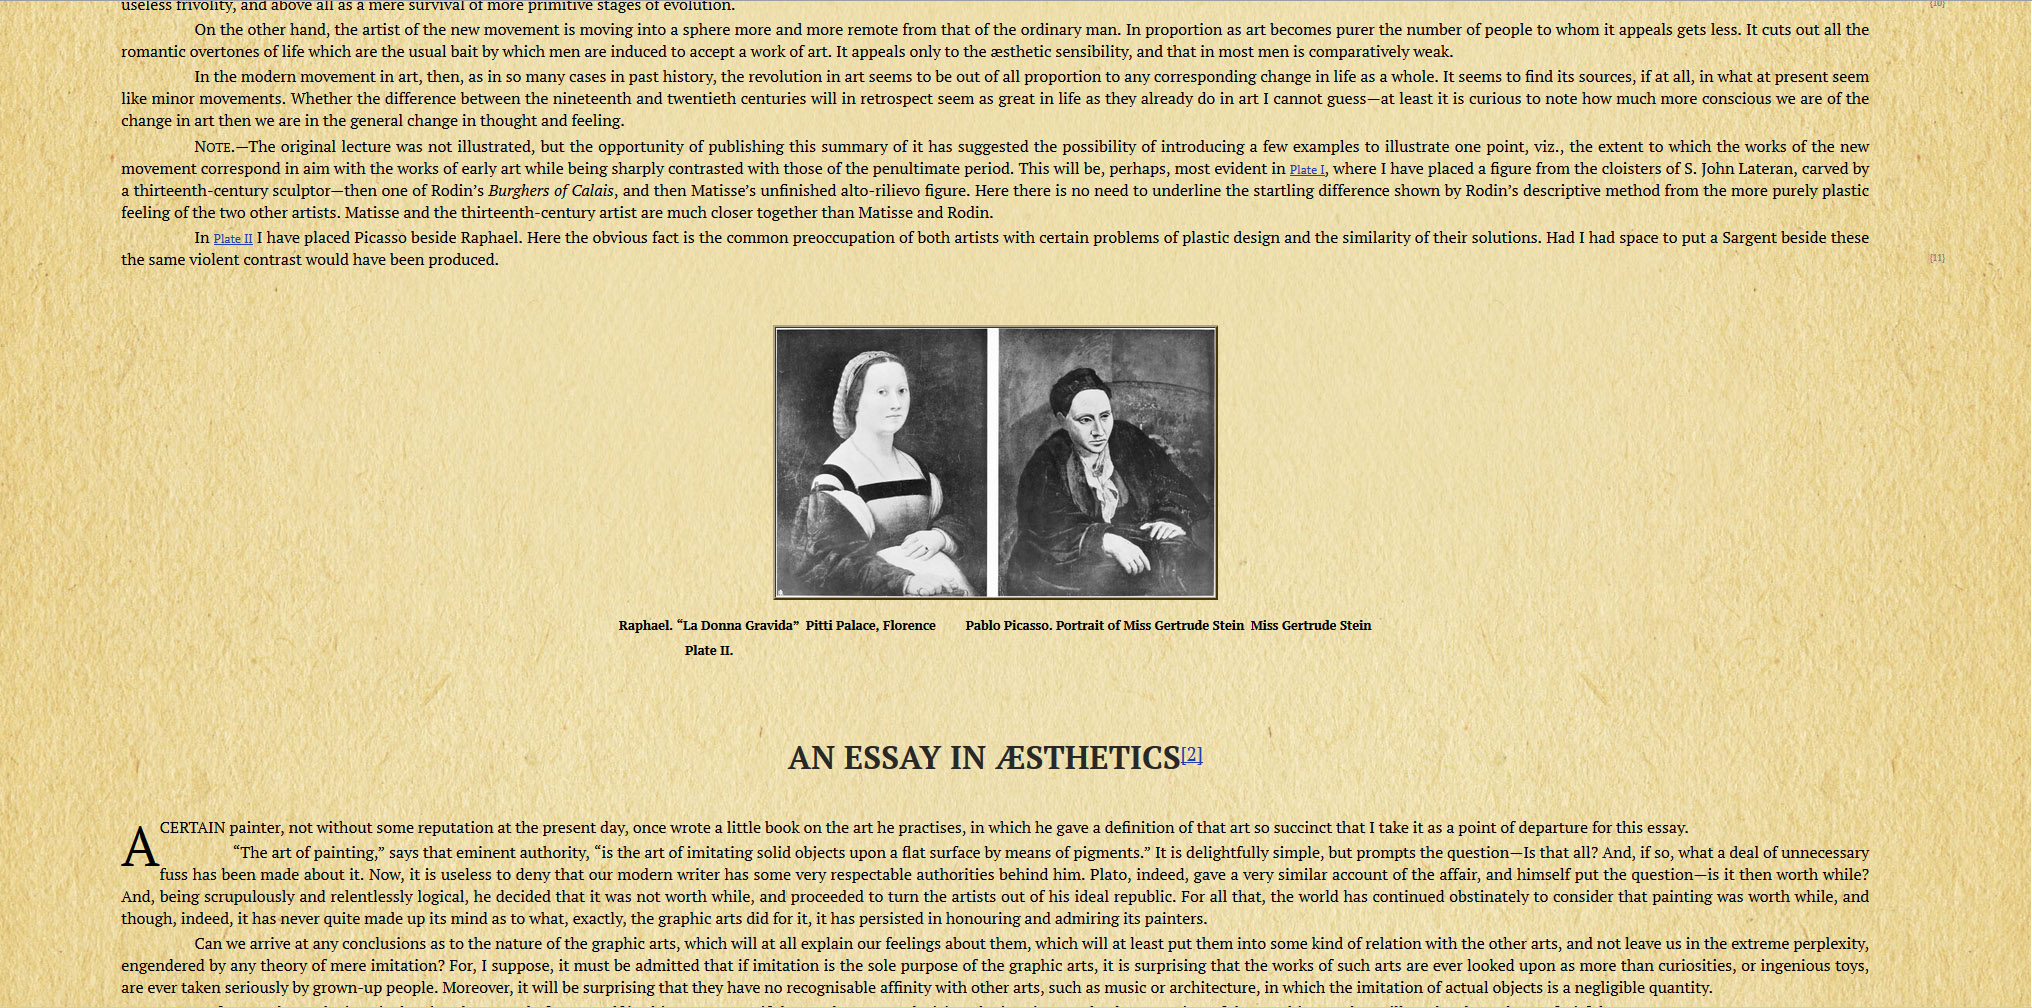 useless frivolity, and above all as a mere survival of more primitive stages of evolution.
{10}
On the other hand, the artist of the new movement is moving into a sphere more and more remote from that of the ordinary man. In proportion as art becomes purer the number of people to whom it appeals gets less. It cuts out all the
romantic overtones of life which are the usual bait by which men are induced to accept a work of art. It appeals only to the æsthetic sensibility, and that in most men is comparatively weak.
In the modern movement in art, then, as in so many cases in past history, the revolution in art seems to be out of all proportion to any corresponding change in life as a whole. It seems to find its sources, if at all, in what at present seem
like minor movements. Whether the difference between the nineteenth and twentieth centuries will in retrospect seem as great in life as they already do in art I cannot guess—at least it is curious to note how much more conscious we are of the
change in art then we are in the general change in thought and feeling.
NOTE.—The original lecture was not illustrated, but the opportunity of publishing this summary of it has suggested the possibility of introducing a few examples to illustrate one point, viz., the extent to which the works of the new
movement correspond in aim with the works of early art while being sharply contrasted with those of the penultimate period. This will be, perhaps, most evident in Plate I, where I have placed a figure from the cloisters of S. John Lateran, carved by
a thirteenth-century sculptor—then one of Rodin’s Burghers of Calais, and then Matisse’s unfinished alto-rilievo figure. Here there is no need to underline the startling difference shown by Rodin’s descriptive method from the more purely plastic
feeling of the two other artists. Matisse and the thirteenth-century artist are much closer together than Matisse and Rodin.
In Plate II I have placed Picasso beside Raphael. Here the obvious fact is the common preoccupation of both artists with certain problems of plastic design and the similarity of their solutions. Had I had space to put a Sargent beside these
the same violent contrast would have been produced.
{11}
Raphael. “La Donna Gravida” Pitti Palace, Florence
Pablo Picasso. Portrait of Miss Gertrude Stein Miss Gertrude Stein
Plate II.
AN ESSAY IN ÆSTHETICS[2]
A CERTAIN painter, not without some reputation at the present day, once wrote a little book on the art he practises, in which he gave a definition of that art so succinct that I take it as a point of departure for this essay.
“The art of painting,” says that eminent authority, “is the art of imitating solid objects upon a flat surface by means of pigments.” It is delightfully simple, but prompts the question—Is that all? And, if so, what a deal of unnecessary
fuss has been made about it. Now, it is useless to deny that our modern writer has some very respectable authorities behind him. Plato, indeed, gave a very similar account of the affair, and himself put the question—is it then worth while?
And, being scrupulously and relentlessly logical, he decided that it was not worth while, and proceeded to turn the artists out of his ideal republic. For all that, the world has continued obstinately to consider that painting was worth while, and
though, indeed, it has never quite made up its mind as to what, exactly, the graphic arts did for it, it has persisted in honouring and admiring its painters.
Can we arrive at any conclusions as to the nature of the graphic arts, which will at all explain our feelings about them, which will at least put them into some kind of relation with the other arts, and not leave us in the extreme perplexity,
engendered by any theory of mere imitation? For, I suppose, it must be admitted that if imitation is the sole purpose of the graphic arts, it is surprising that the works of such arts are ever looked upon as more than curiosities, or ingenious toys,
are ever taken seriously by grown-up people. Moreover, it will be surprising that they have no recognisable affinity with other arts, such as music or architecture, in which the imitation of actual objects is a negligible quantity.